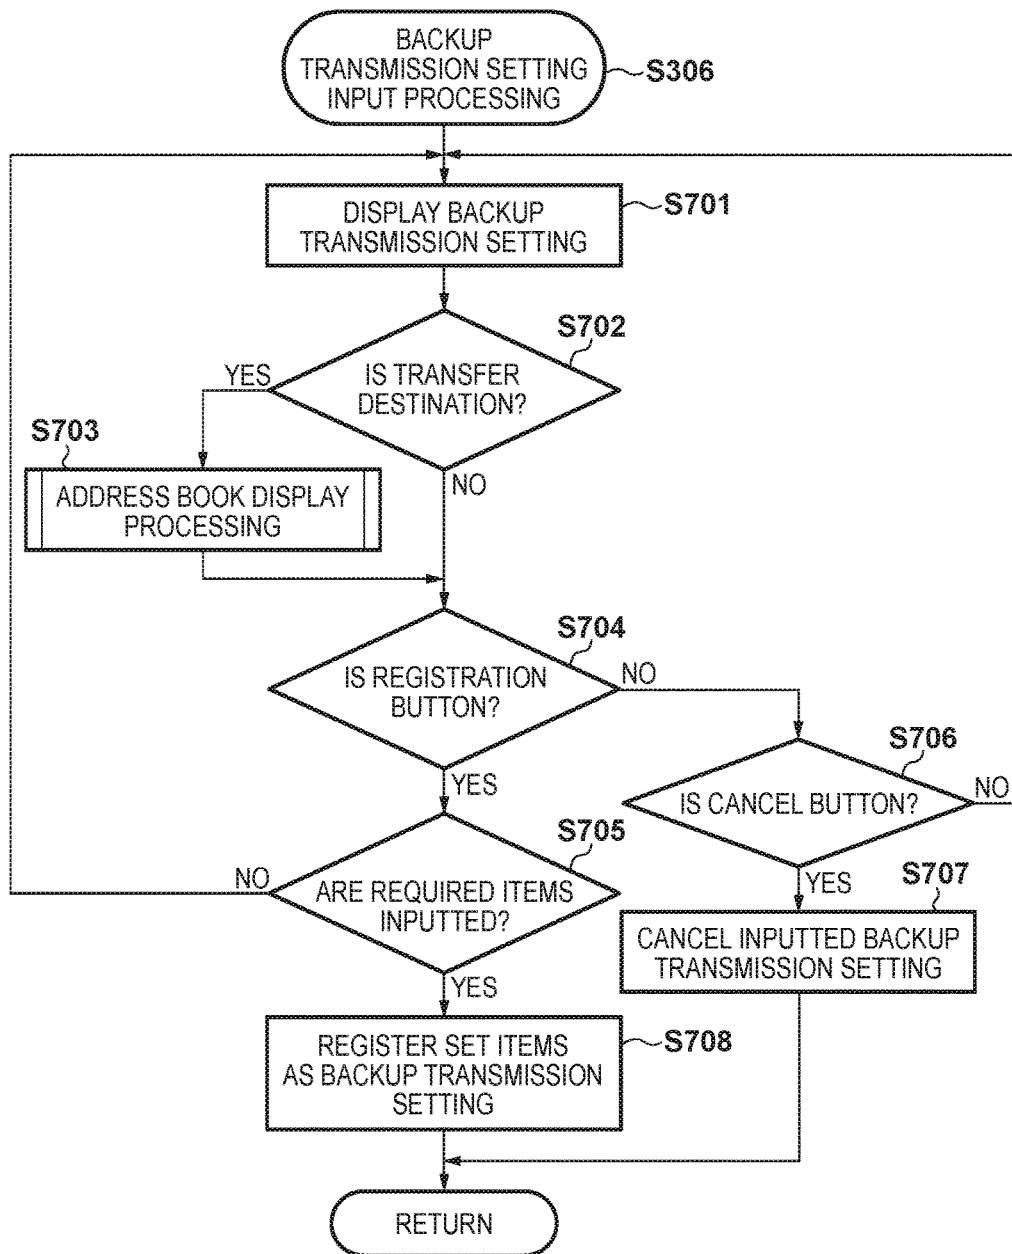 BACKUP
TRANSMISSION SETTING
INPUT PROCESSING
S306
DISPLAY BACKUP
TRANSMISSION SETTING
S701
S702
IS TRANSFER
DESTINATION?
YES
NO
S703
ADDRESS BOOK DISPLAY
PROCESSING
S704
IS REGISTRATION
BUTTON?
NO
YES
S706
IS CANCEL BUTTON?
NO
YES
S705
ARE REQUIRED ITEMS
INPUTTED?
NO
YES
S707
CANCEL INPUTTED BACKUP
TRANSMISSION SETTING
REGISTER SET ITEMS
AS BACKUP TRANSMISSION
SETTING
S708
RETURN